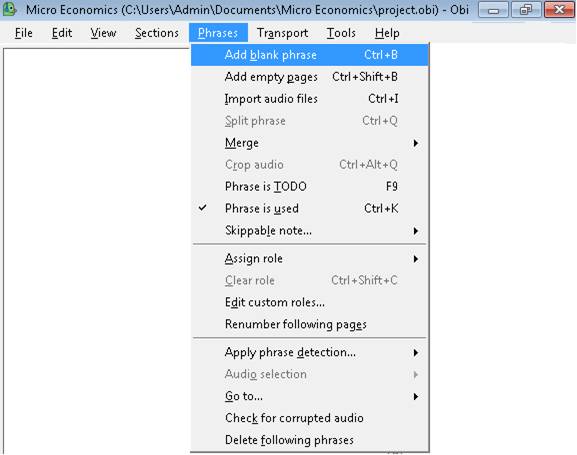 Micro Economics (C:\Users\Admin\Documents\Micro Economics\project.obi) - Obi
File Edit View Sections Phrases Transport Tools Help
Add blank phrase Ctrl+B
Add empty pages Ctrl+Shift+B
Import audio files Ctrl+I
Split phrase Ctrl+Q
Merge
Crop audio Ctrl+Alt+Q
Phrase is TODO F9
Phrase is used Ctrl+K
Skippable note...
Assign role
Clear role Ctrl+Shift+C
Edit custom roles...
Renumber following pages
Apply phrase detection...
Audio selection
Go to...
Check for corrupted audio
Delete following phrases